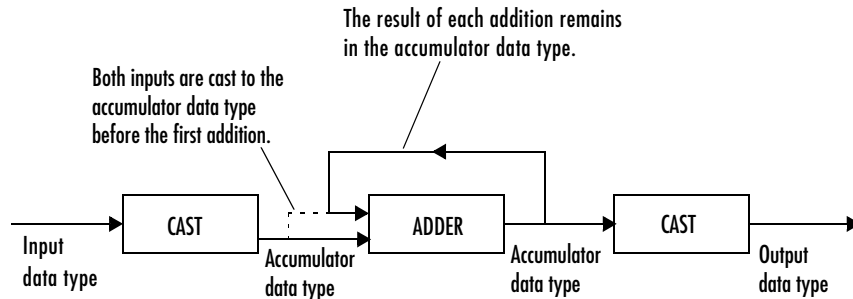 The result of each addition remains
in the accumulator data type.
Both inputs are cast to the
accumulator data type
before the first addition.
CAST
ADDER
CAST
Input
data type
Accumulator
data type
Accumulator
data type
Output
data type